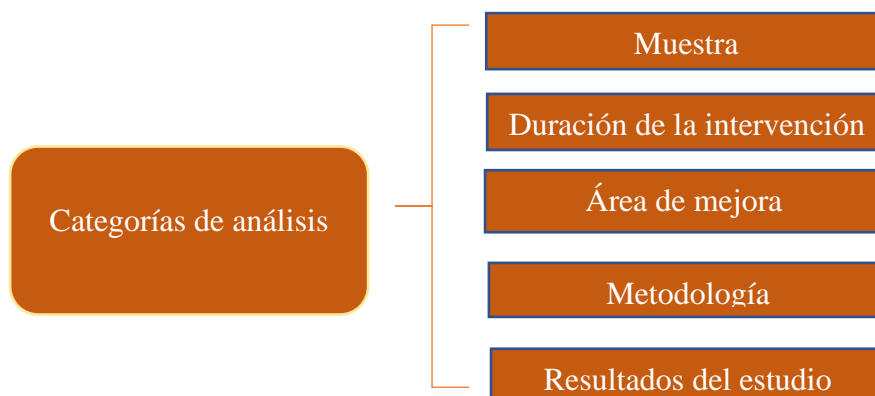 Muestra
Duración de la intervención
Área de mejora
Categorías de análisis
Metodología
Resultados del estudio